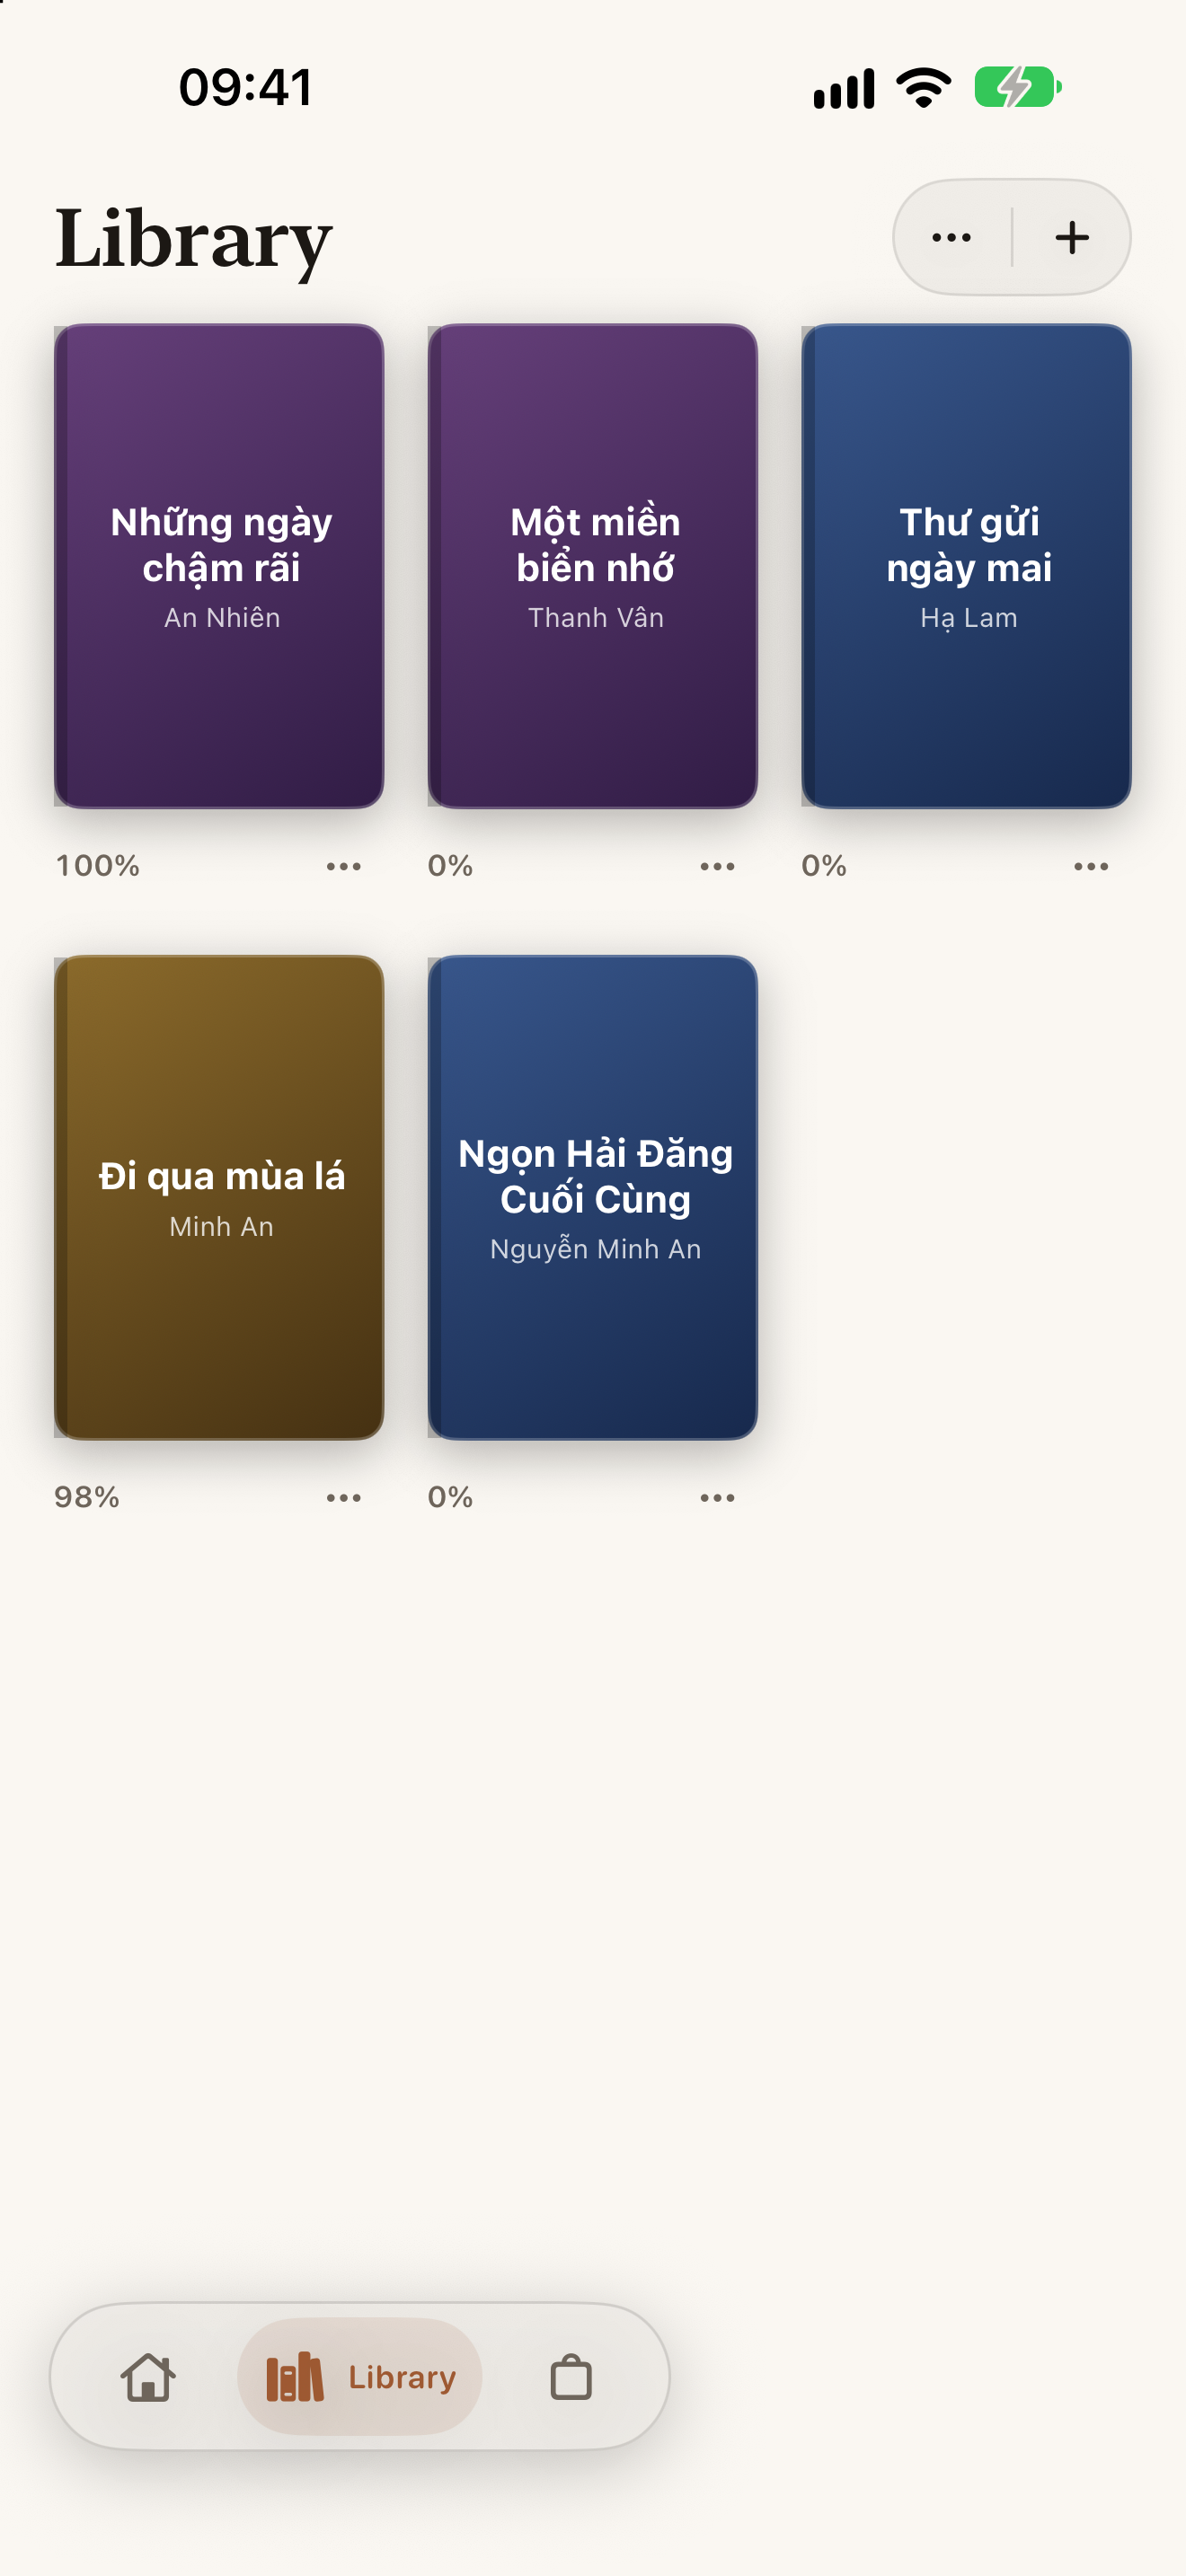 09:41
Library
Những ngày
chậm rãi
An Nhiên
Một miền
biển nhớ
Thanh Vân
Thư gửi
ngày mai
Hạ Lam
100%
0%
0%
Đi qua mùa lá
Minh An
Ngọn Hải Đăng
Cuối Cùng
Nguyễn Minh An
98%
0%
Library